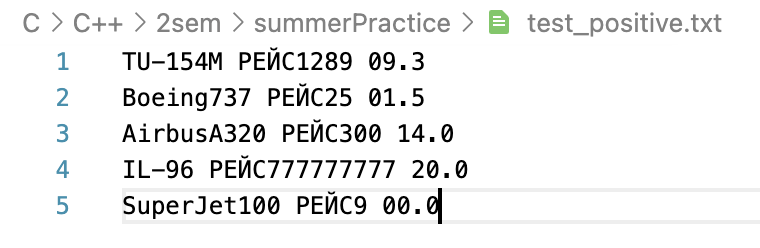 C > C++ > 2sem > summerPractice > test_positive.txt
1 TU-154M РЕЙС1289 09.3
2 Boeing737 РЕЙС25 01.5
3 AirbusA320 РЕЙС300 14.0
4 IL-96 РЕЙС777777777 20.0
5 SuperJet100 РЕЙС9 00.0